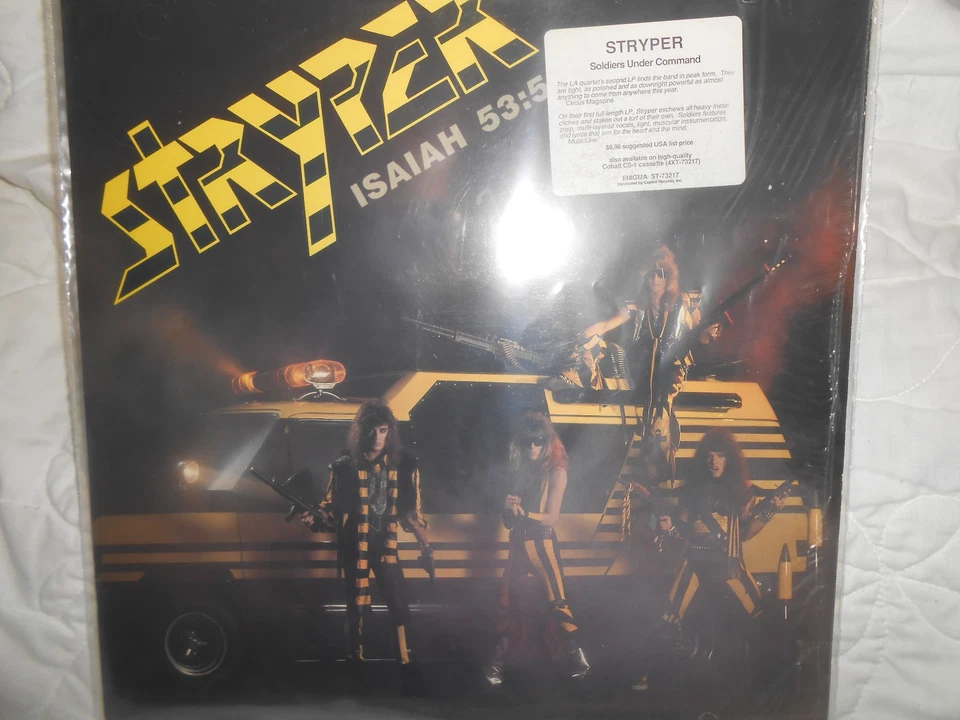 STRYPER
ISAIAH 53:5
STRYPER
Soldiers Under Command
The LA quartet's second LP finds the band in peak form. They
are tight, as polished and as downright powerful as almost
anything to come from anywhere this year.
Circus Magazine
On their first full-length LP, Stryper eschews all heavy metal
cliches and stakes out a turf of their own. Soldiers features
crisp, multi-layered vocals, tight, muscular instrumentation,
and lyrics that aim for the heart and the mind.
Music Line
$8.98 suggested USA list price
also available on high-quality
Cobalt CS-1 cassette (4XT-73217)
ENIGMA ST-73217
Distributed by Capitol Records, Inc.